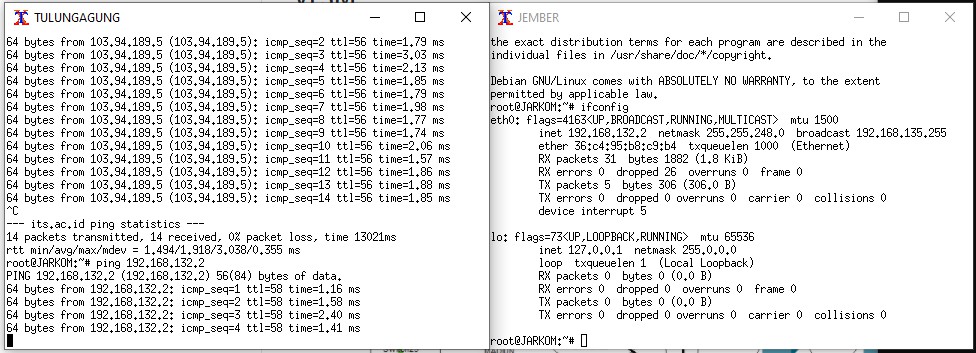 TULUNGAGUNG
64 bytes from 103.94.189.5 (103.94.189.5): icmp_seq=2 ttl=56 time=1.79 ms
64 bytes from 103.94.189.5 (103.94.189.5): icmp_seq=3 ttl=56 time=3.03 ms
64 bytes from 103.94.189.5 (103.94.189.5): icmp_seq=4 ttl=56 time=2.13 ms
64 bytes from 103.94.189.5 (103.94.189.5): icmp_seq=5 ttl=56 time=1.85 ms
64 bytes from 103.94.189.5 (103.94.189.5): icmp_seq=6 ttl=56 time=1.79 ms
64 bytes from 103.94.189.5 (103.94.189.5): icmp_seq=7 ttl=56 time=1.98 ms
64 bytes from 103.94.189.5 (103.94.189.5): icmp_seq=8 ttl=56 time=1.77 ms
64 bytes from 103.94.189.5 (103.94.189.5): icmp_seq=9 ttl=56 time=1.74 ms
64 bytes from 103.94.189.5 (103.94.189.5): icmp_seq=10 ttl=56 time=2.06 ms
64 bytes from 103.94.189.5 (103.94.189.5): icmp_seq=11 ttl=56 time=1.57 ms
64 bytes from 103.94.189.5 (103.94.189.5): icmp_seq=12 ttl=56 time=1.86 ms
64 bytes from 103.94.189.5 (103.94.189.5): icmp_seq=13 ttl=56 time=1.88 ms
64 bytes from 103.94.189.5 (103.94.189.5): icmp_seq=14 ttl=56 time=1.85 ms
^C
--- its.ac.id ping statistics ---
14 packets transmitted, 14 received, 0% packet loss, time 13021ms
rtt min/avg/max/mdev = 1.494/1.918/3.038/0.355 ms
root@JARKOM:~# ping 192.168.132.2
PING 192.168.132.2 (192.168.132.2) 56(84) bytes of data.
64 bytes from 192.168.132.2: icmp_seq=1 ttl=58 time=1.16 ms
64 bytes from 192.168.132.2: icmp_seq=2 ttl=58 time=1.58 ms
64 bytes from 192.168.132.2: icmp_seq=3 ttl=58 time=2.40 ms
64 bytes from 192.168.132.2: icmp_seq=4 ttl=58 time=1.41 ms
JEMBER
the exact distribution terms for each program are described in the
individual files in /usr/share/doc/*/copyright.
Debian GNU/Linux comes with ABSOLUTELY NO WARRANTY, to the extent
permitted by applicable law.
root@JARKOM:~# ifconfig
eth0: flags=4163<UP,BROADCAST,RUNNING,MULTICAST>  mtu 1500
inet 192.168.132.2  netmask 255.255.248.0  broadcast 192.168.135.255
ether 36:c4:95:b8:c9:b4  txqueuelen 1000  (Ethernet)
RX packets 31  bytes 1882 (1.8 KiB)
RX errors 0  dropped 26  overruns 0  frame 0
TX packets 5  bytes 306 (306.0 B)
TX errors 0  dropped 0 overruns 0  carrier 0  collisions 0
device interrupt 5
lo: flags=73<UP,LOOPBACK,RUNNING>  mtu 65536
inet 127.0.0.1  netmask 255.0.0.0
loop  txqueuelen 1  (Local Loopback)
RX packets 0  bytes 0 (0.0 B)
RX errors 0  dropped 0  overruns 0  frame 0
TX packets 0  bytes 0 (0.0 B)
TX errors 0  dropped 0 overruns 0  carrier 0  collisions 0
root@JARKOM:~#